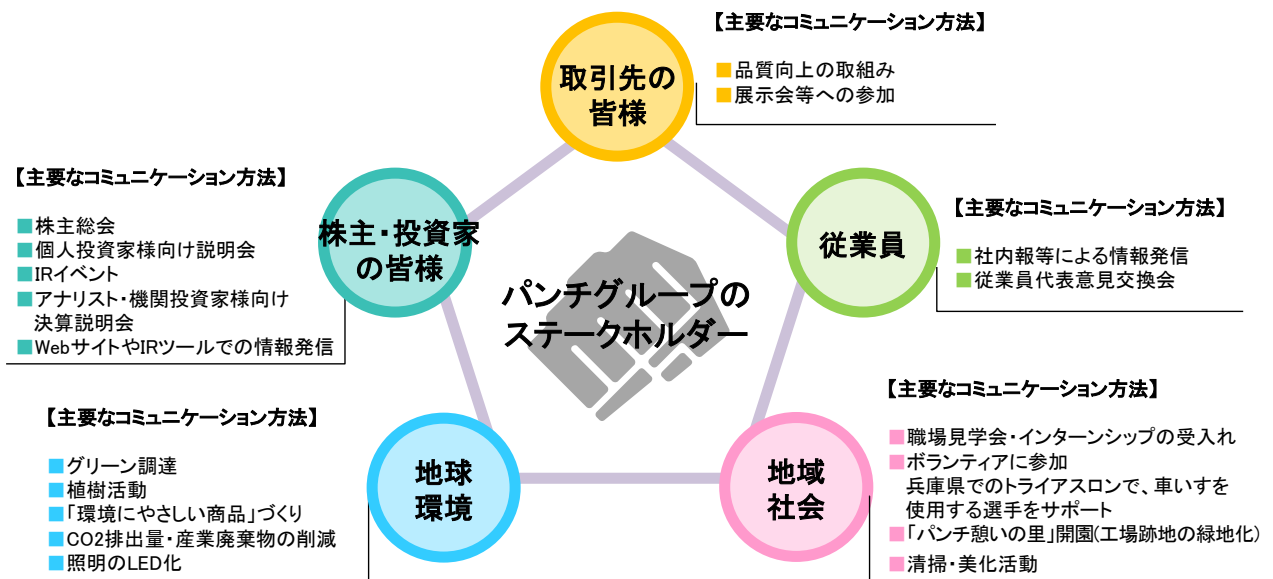 【主要なコミュニケーション方法】
■品質向上の取組み
■展示会等への参加
取引先の
皆様
【主要なコミュニケーション方法】
■株主総会
■個人投資家様向け説明会
■IRイベント
■アナリスト・機関投資家様向け
決算説明会
■WebサイトやIRツールでの情報発信
株主・投資家
の皆様
【主要なコミュニケーション方法】
■社内報等による情報発信
■従業員代表意見交換会
従業員
パンチグループの
ステークホルダー
【主要なコミュニケーション方法】
■グリーン調達
■植樹活動
■「環境にやさしい商品」づくり
■CO2排出量・産業廃棄物の削減
■照明のLED化
地球
環境
【主要なコミュニケーション方法】
■職場見学会・インターンシップの受入れ
■ボランティアに参加
兵庫県でのトライアスロンで、車いすを
使用する選手をサポート
■「パンチ憩いの里」開園(工場跡地の緑地化)
■清掃・美化活動
地域
社会